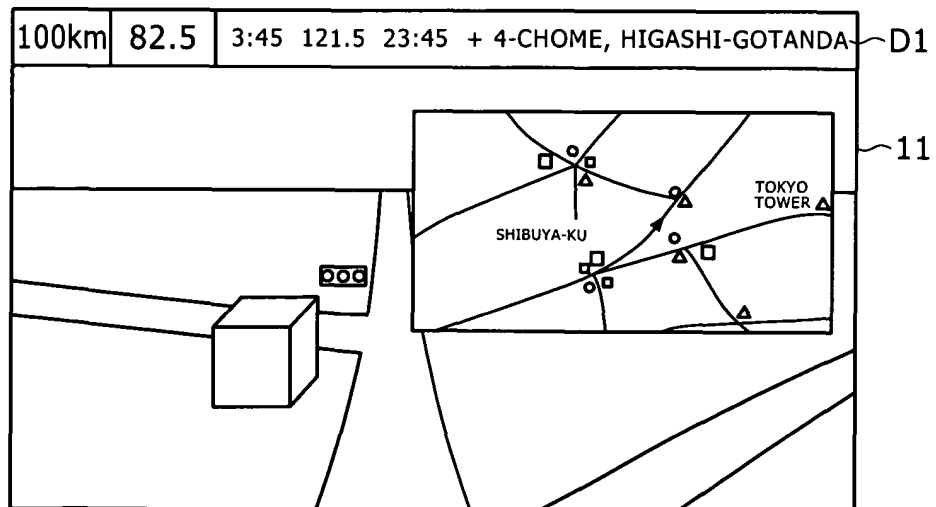 100km 82.5 3:45 121.5 23:45 + 4-CHOME, HIGASHI-GOTANDA D1
11
TOKYO
TOWER
SHIBUYA-KU